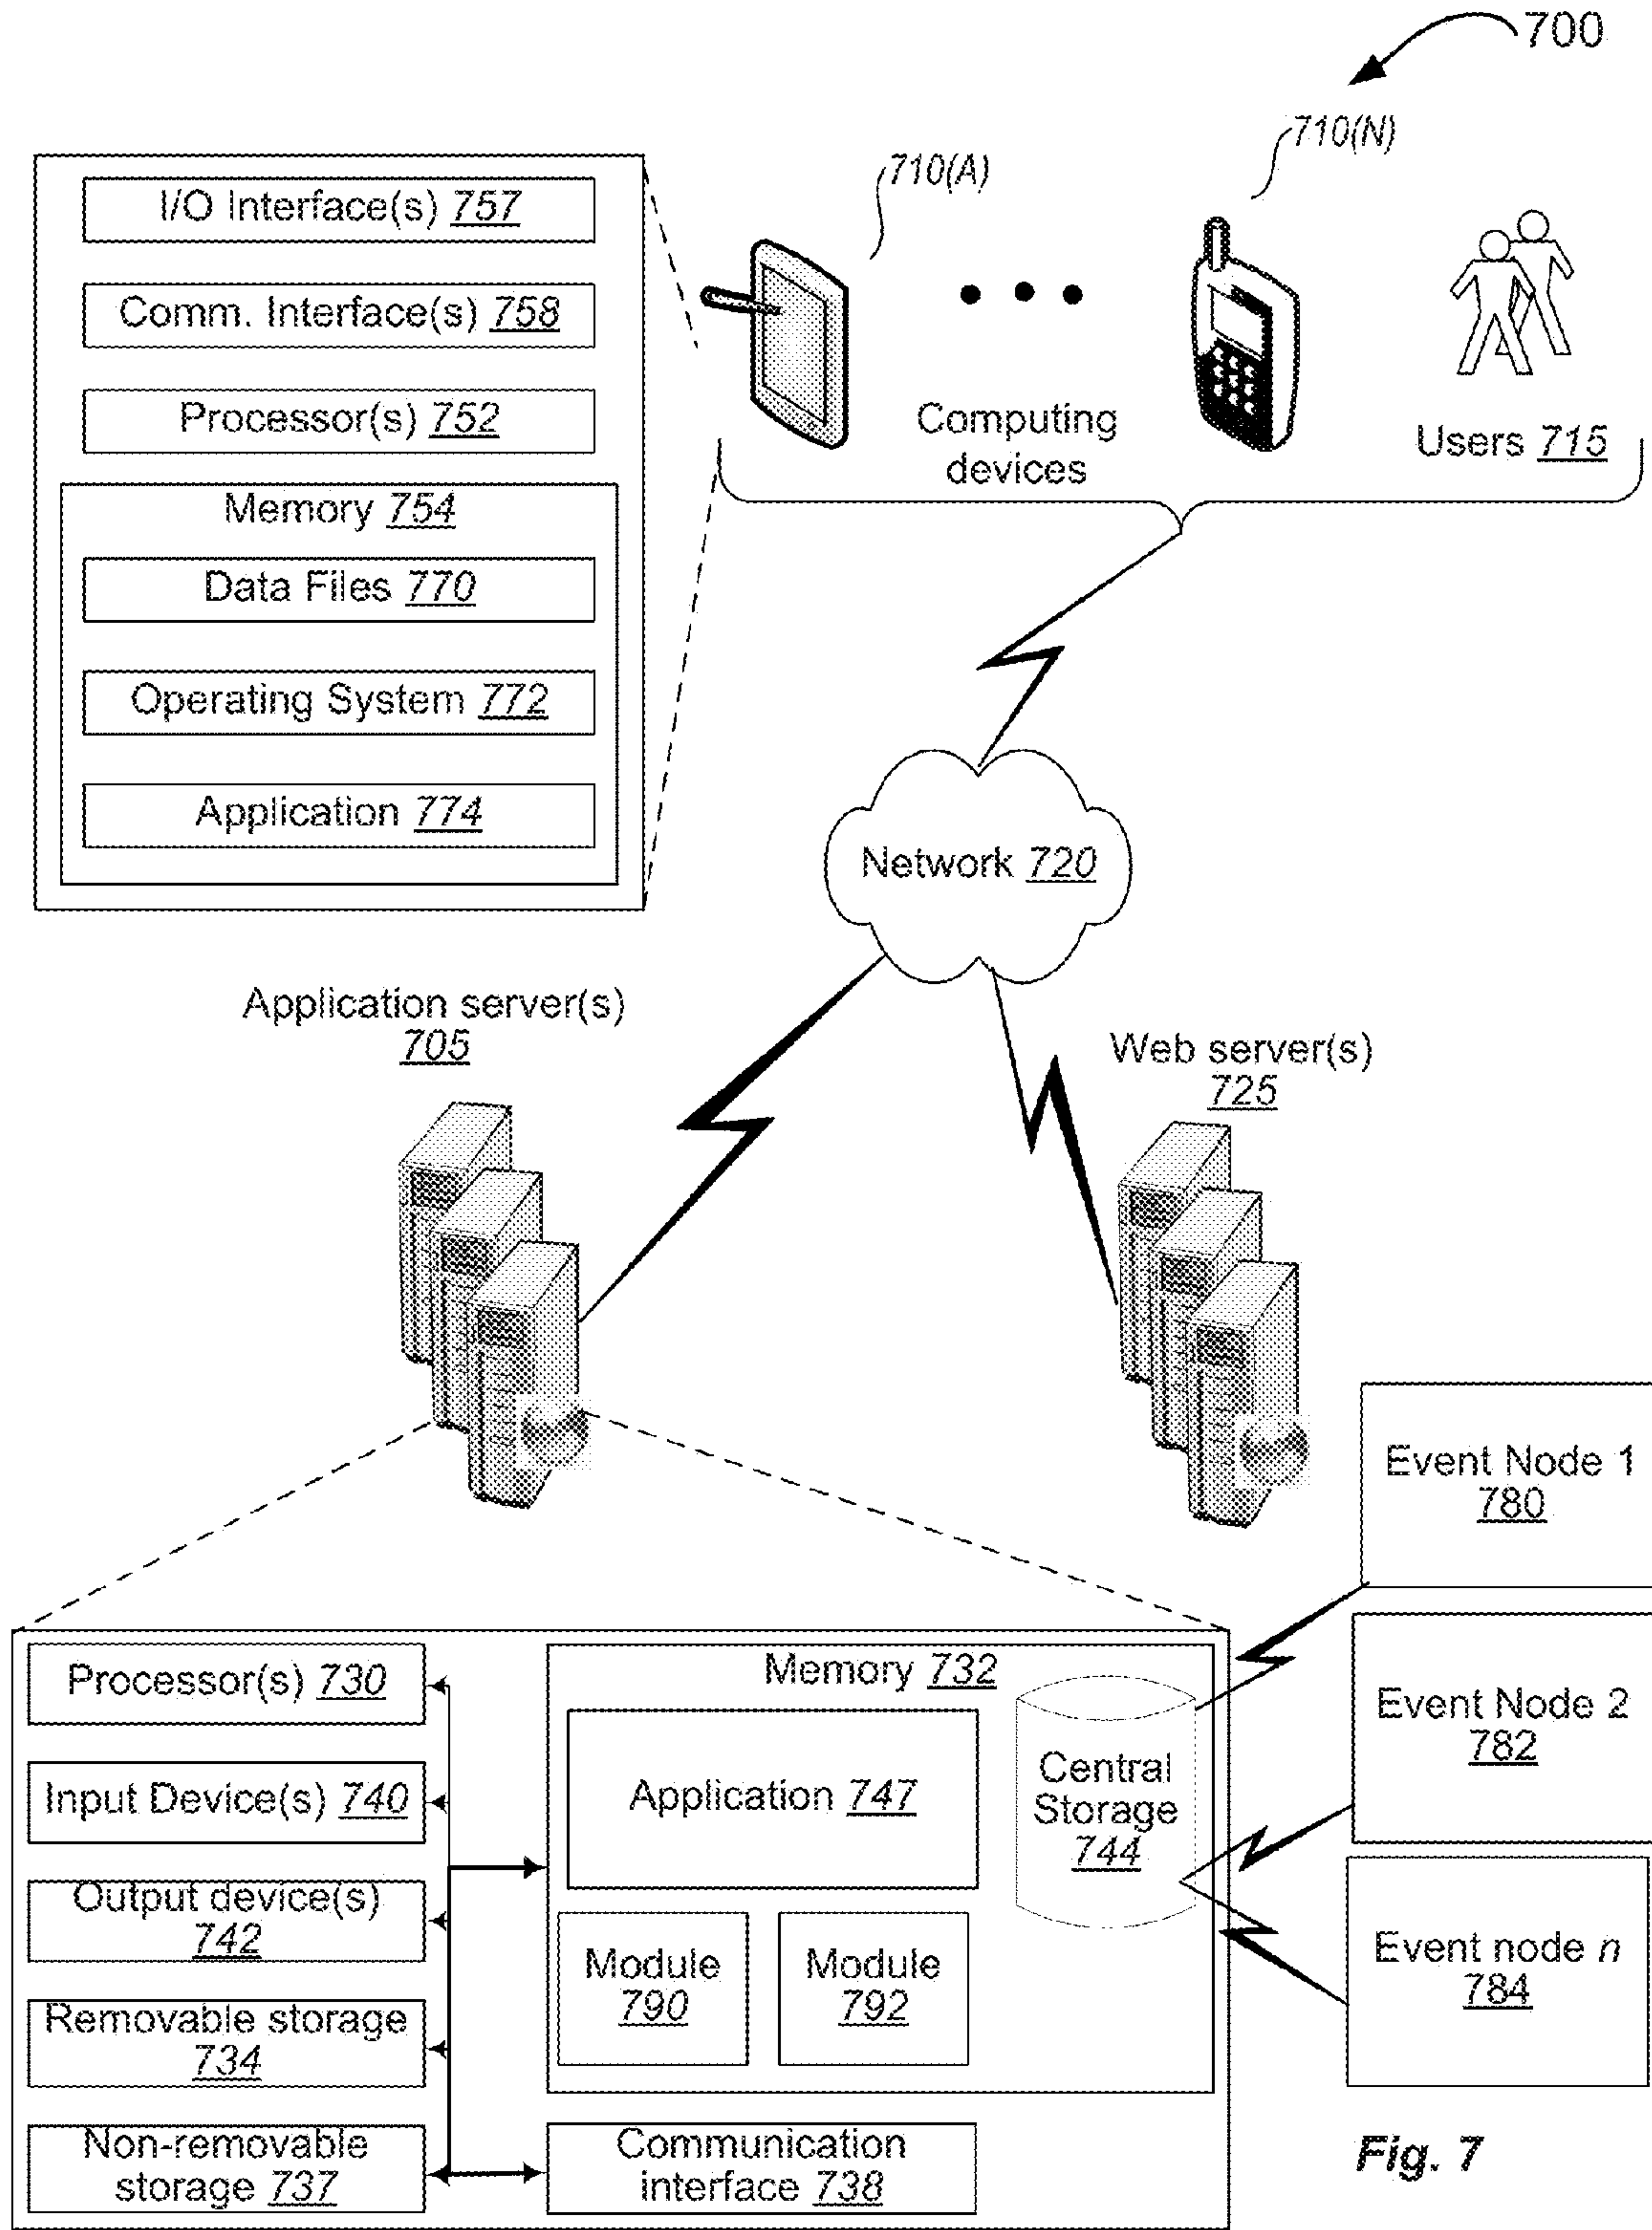 700
710(N)
710(A)
I/O Interface(s) 757
Comm. Interface(s) 758
Processor(s) 752
Memory 754
Data Files 770
Operating System 772
Application 774
Computing
devices
Users 715
Network 720
Application server(s)
705
Web server(s)
725
Event Node 1
780
Event Node 2
782
Event node n
784
Processor(s) 730
Input Device(s) 740
Output device(s)
742
Removable storage
734
Non-removable
storage 737
Memory 732
Application 747
Central
Storage
744
Module
790
Module
792
Communication
interface 738
Fig. 7